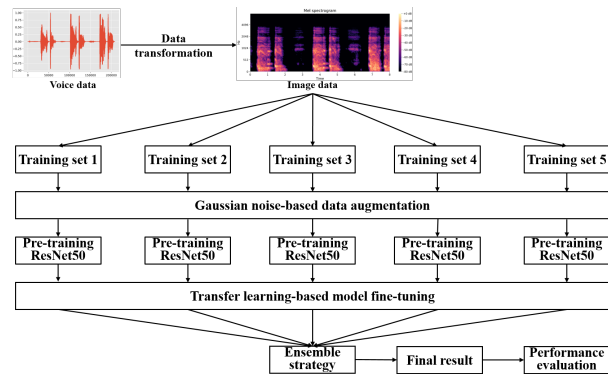 Data
transformation
Voice data
Mel spectrogram
Time
Image data
Training set 1
Training set 2
Training set 3
Training set 4
Training set 5
Gaussian noise-based data augmentation
Pre-training
ResNet50
Pre-training
ResNet50
Pre-training
ResNet50
Pre-training
ResNet50
Pre-training
ResNet50
Transfer learning-based model fine-tuning
Ensemble
strategy
Final result
Performance
evaluation